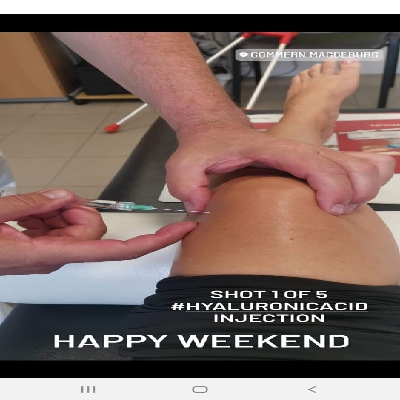 GOMMERN MAGDEBURG
SHOT 1 OF 5
#HYALURONICACID
INJECTION
HAPPY WEEKEND